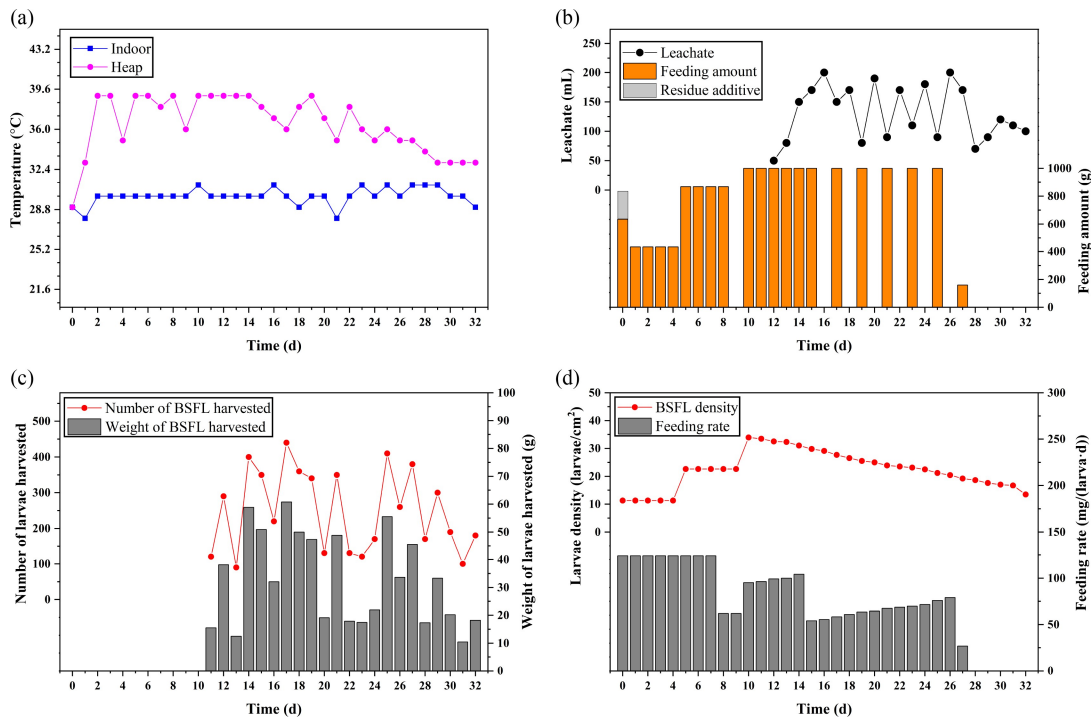 (a)
Indoor
Heap
43.2
39.6
36.0
32.4
28.8
25.2
21.6
Temperature (°C)
0 2 4 6 8 10 12 14 16 18 20 22 24 26 28 30 32
Time (d)
(b)
Leachate
Feeding amount
Residue additive
250
200
150
100
50
0
Leachate (mL)
1000
800
600
400
200
0
Feeding amount (g)
0 2 4 6 8 10 12 14 16 18 20 22 24 26 28 30 32
Time (d)
(c)
Number of BSFL harvested
Weight of BSFL harvested
500
400
300
200
100
0
Number of larvae harvested
100
90
80
70
60
50
40
30
20
10
0
Weight of larvae harvested (g)
0 2 4 6 8 10 12 14 16 18 20 22 24 26 28 30 32
Time (d)
(d)
BSFL density
Feeding rate
50
40
30
20
10
0
Larvae density (larvae/cm²)
300
250
200
150
100
50
0
Feeding rate (mg/(larva·d))
0 2 4 6 8 10 12 14 16 18 20 22 24 26 28 30 32
Time (d)